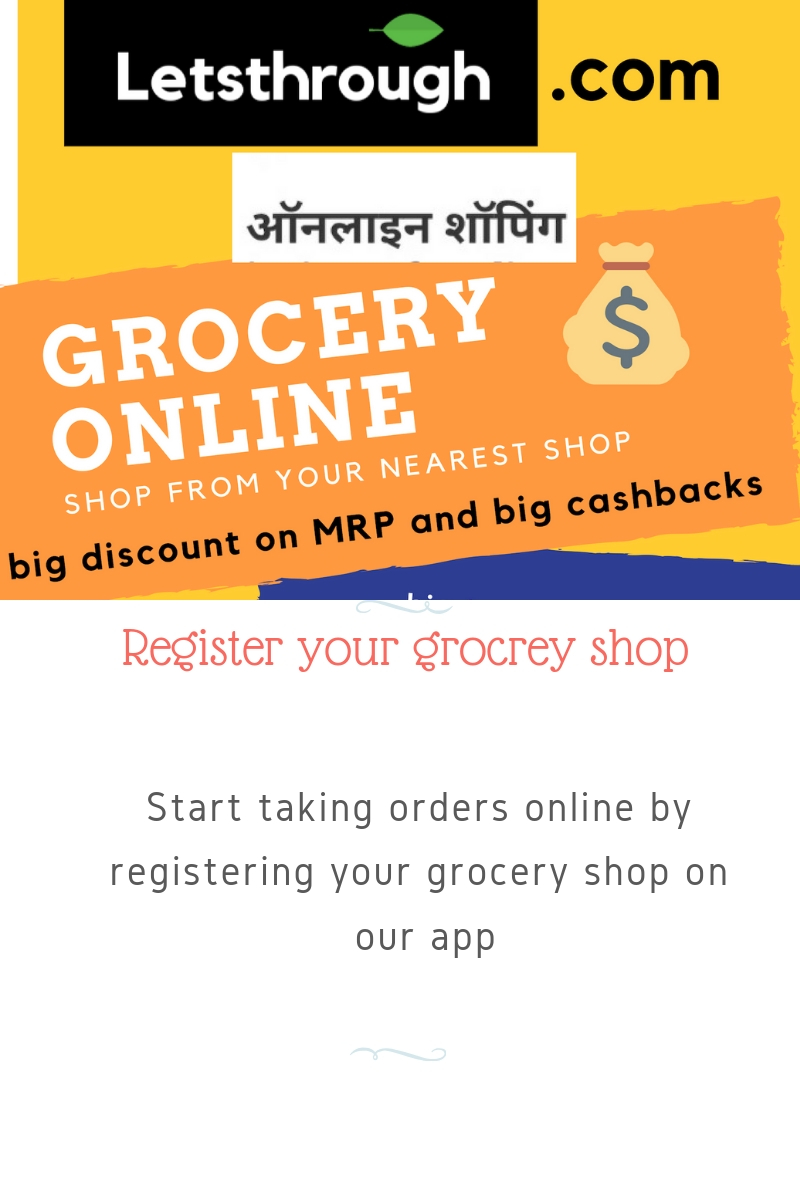 Letsthrough .com
ऑनलाइन शॉपिंग
GROCERY
ONLINE
SHOP FROM YOUR NEAREST SHOP
big discount on MRP and big cashbacks
Register your grocrey shop
Start taking orders online by
registering your grocery shop on
our app